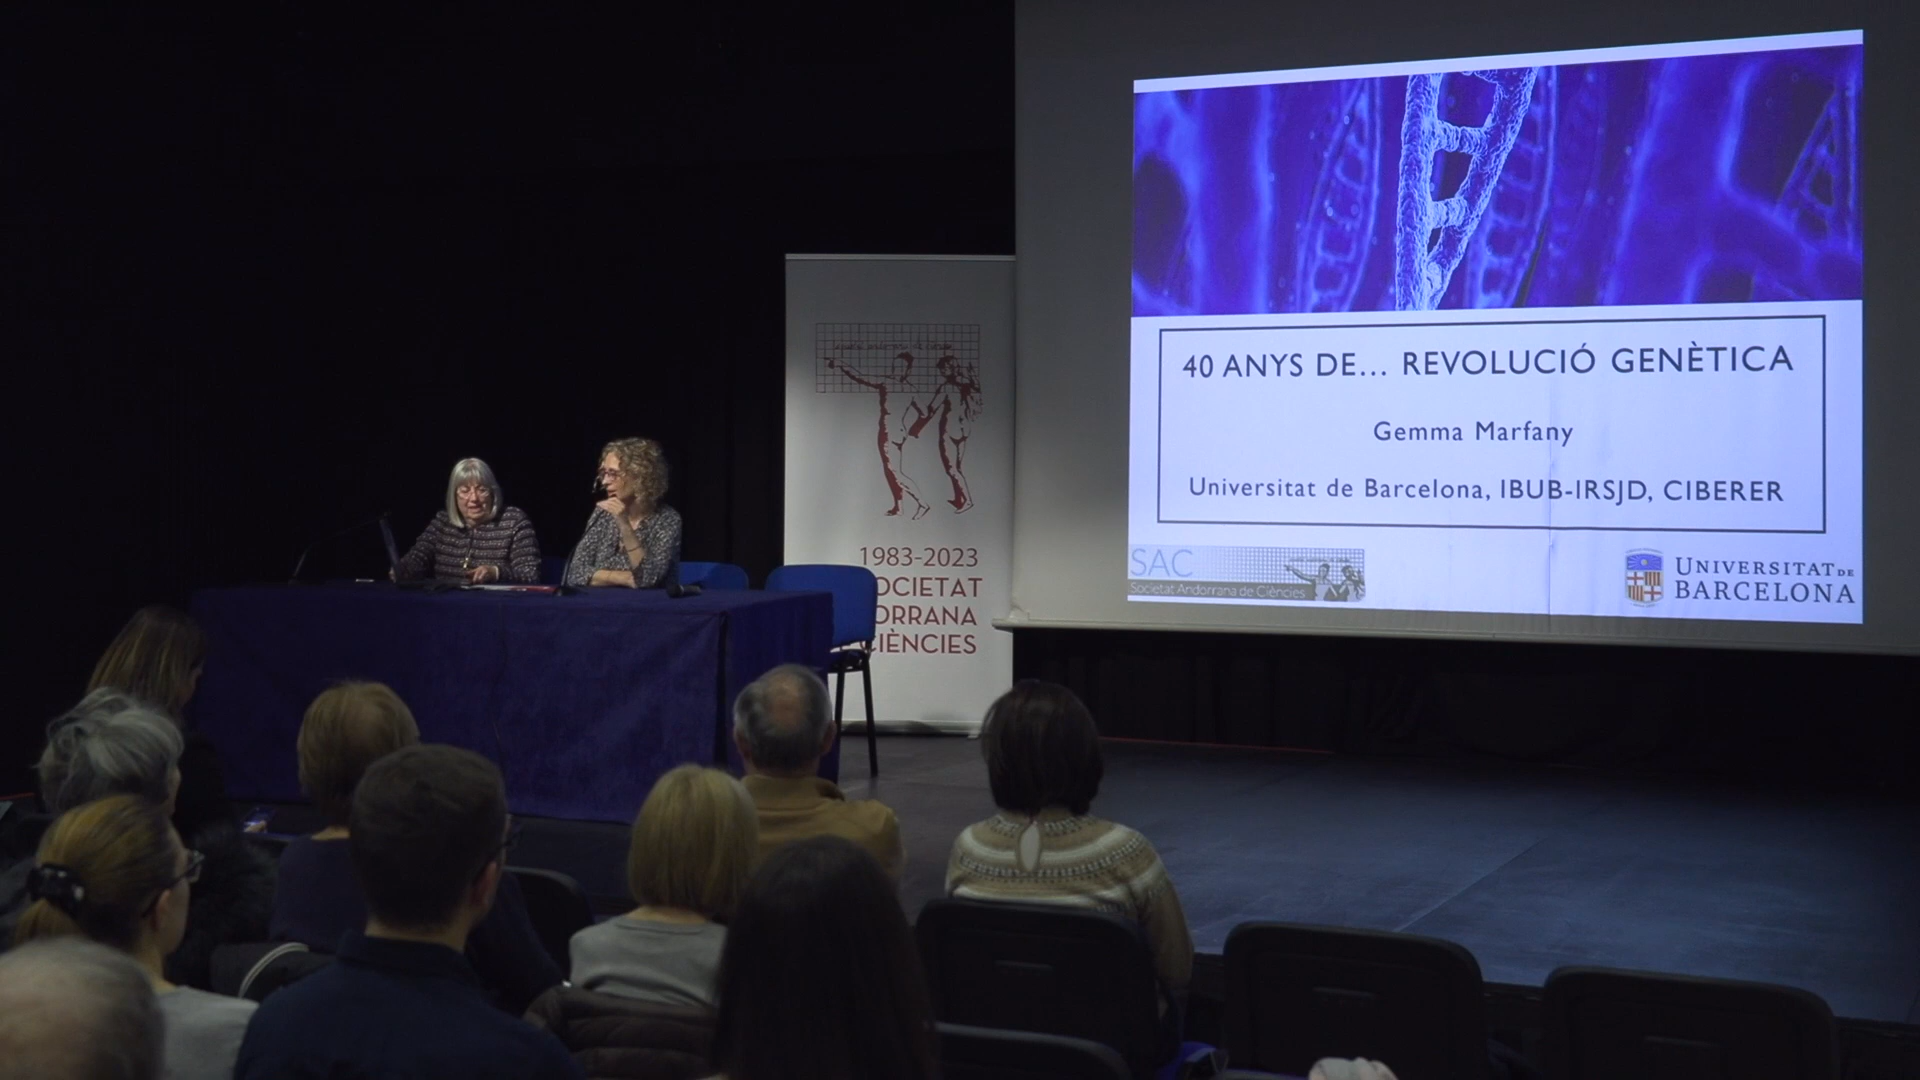 40 ANYS DE... REVOLUCIÓ GENÈTICA
Gemma Marfany
Universitat de Barcelona, IBUB-IRSJD, CIBERER
SAC
Societat Andorrana de Ciències
UNIVERSITAT DE
BARCELONA
1983-2023
OCIETAT
ORRANA
CIÈNCIES